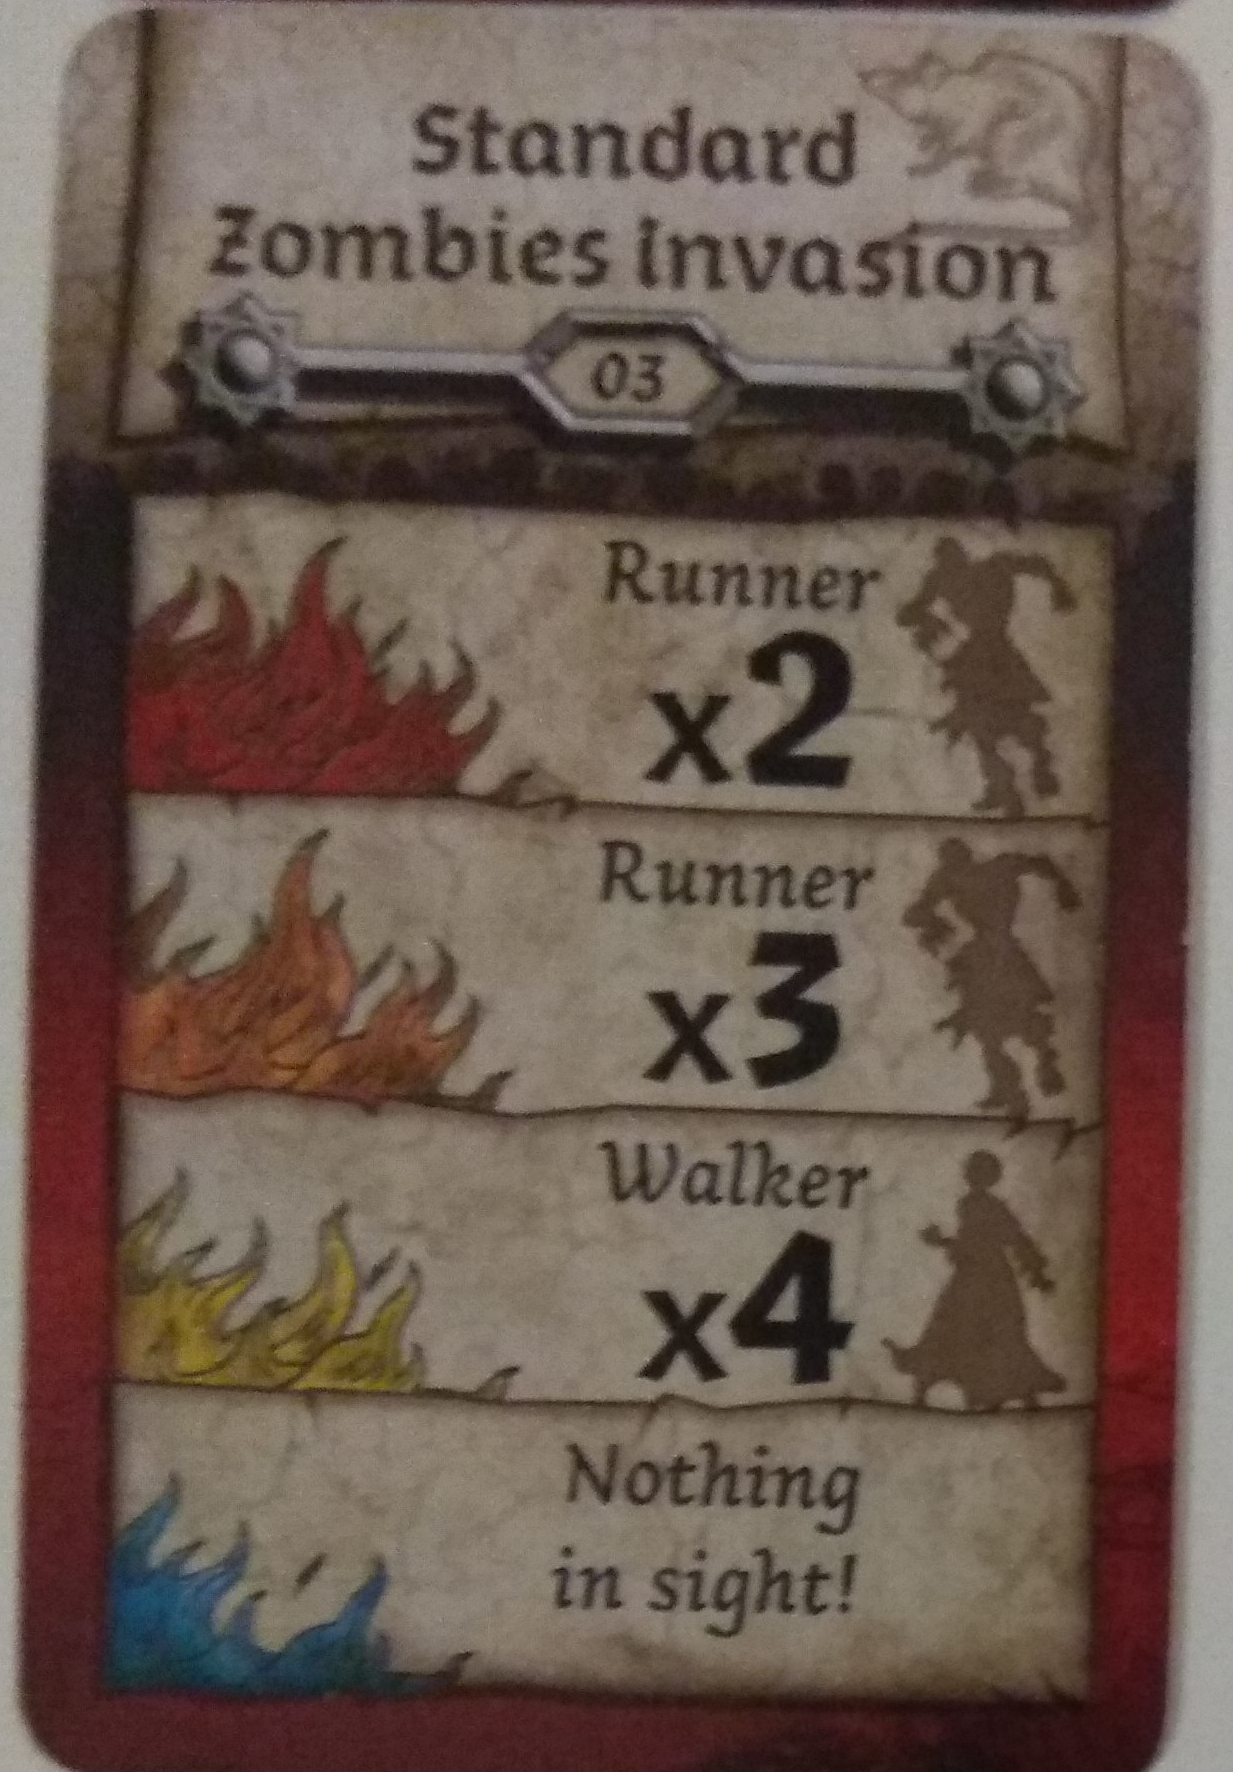 Standard
Zombies Invasion
03
Runner
x2
Runner
x3
Walker
x4
Nothing
in sight!